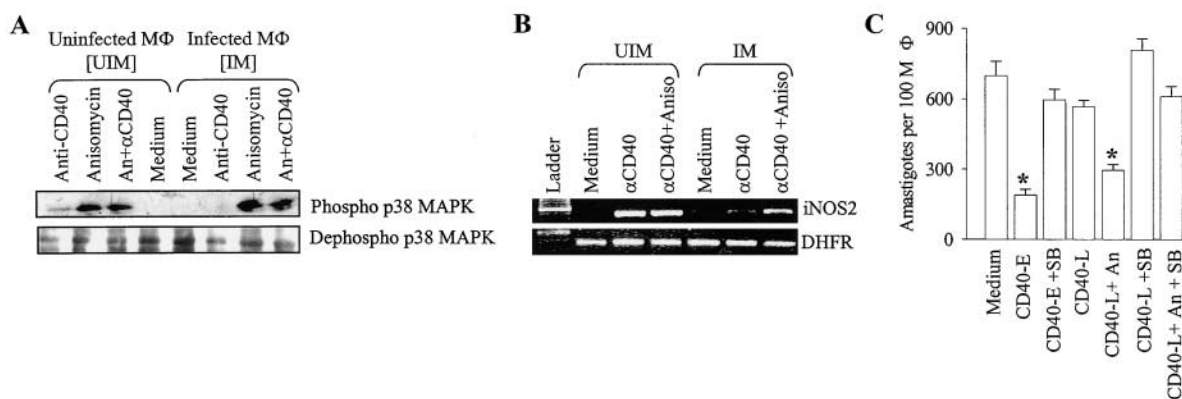 A
Uninfected MΦ
[UIM]
Infected MΦ
[IM]
Anti-CD40
Anisomycin
An+αCD40
Medium
Medium
Anti-CD40
Anisomycin
An+αCD40
Phospho p38 MAPK
Dephospho p38 MAPK
B
UIM
IM
Ladder
Medium
αCD40
αCD40+Aniso
Medium
αCD40
αCD40 +Aniso
iNOS2
DHFR
C
Amastigotes per 100 M Φ
900
600
300
0
*
*
Medium
CD40-E
CD40-E +SB
CD40-L
CD40-L+ An
CD40-L +SB
CD40-L+ An + SB